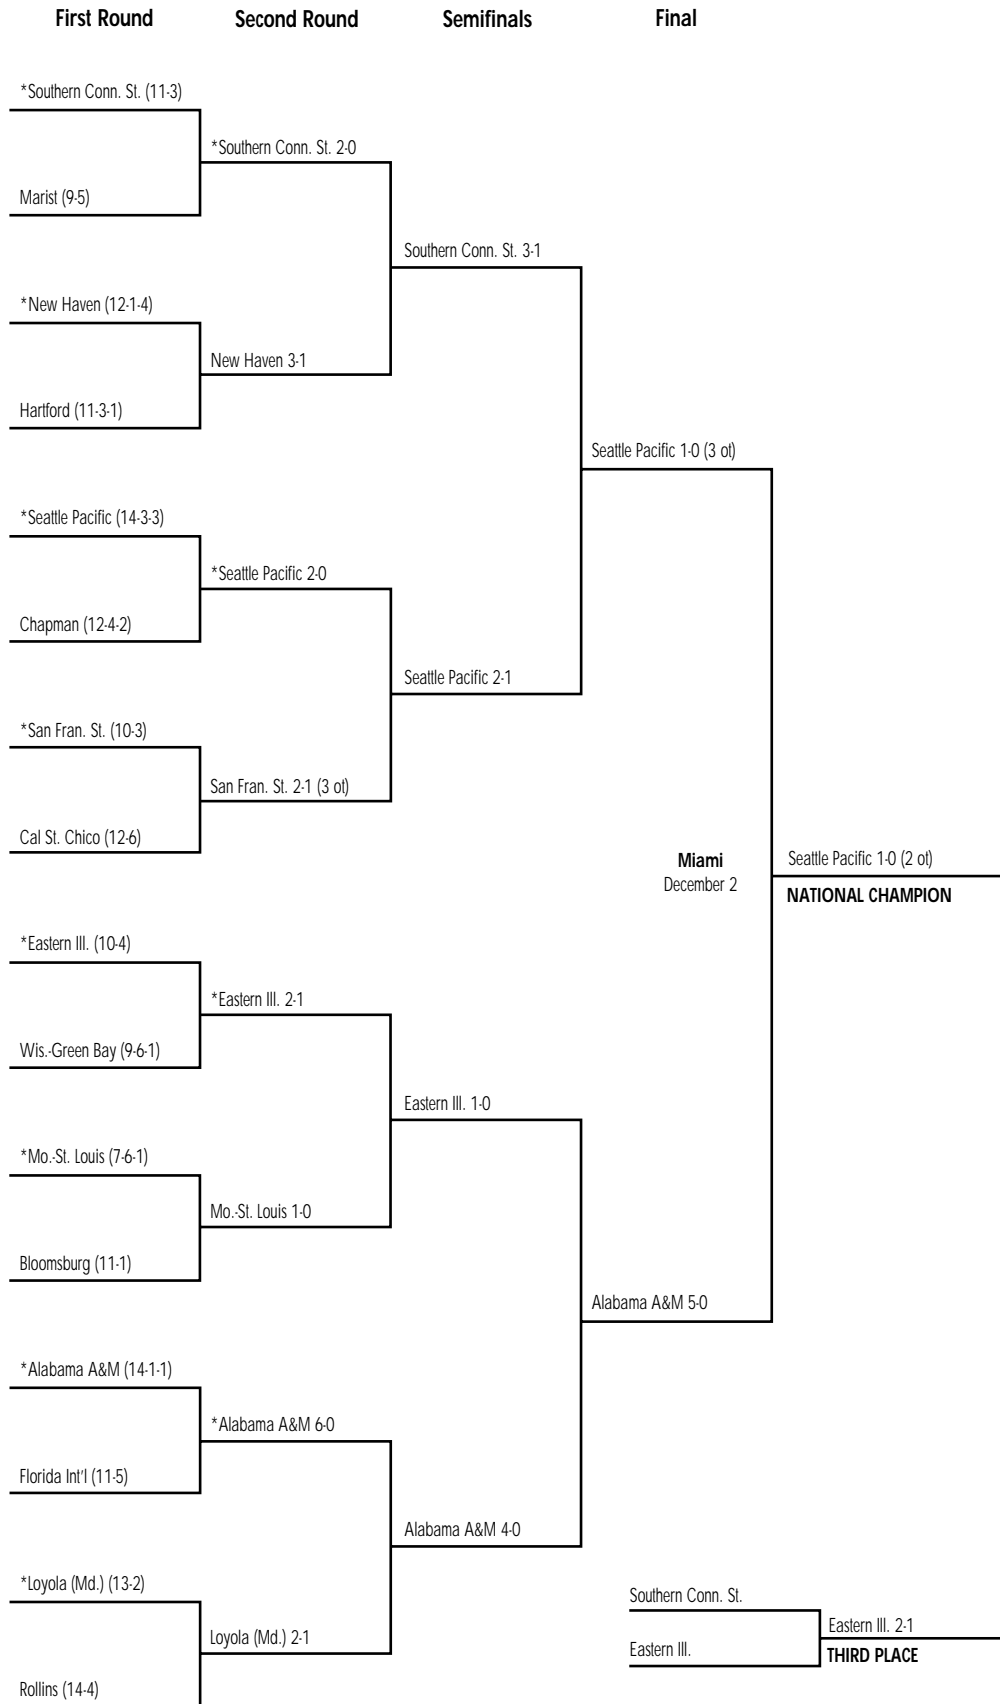 First Round Second Round Semifinals Final
*Southern Conn. St. (11-3)
*Southern Conn. St. 2-0
Marist (9-5)
Southern Conn. St. 3-1
*New Haven (12-1-4)
New Haven 3-1
Hartford (11-3-1)
Seattle Pacific 1-0 (3 ot)
*Seattle Pacific (14-3-3)
*Seattle Pacific 2-0
Chapman (12-4-2)
Seattle Pacific 2-1
*San Fran. St. (10-3)
San Fran. St. 2-1 (3 ot)
Cal St. Chico (12-6)
Miami
December 2
Seattle Pacific 1-0 (2 ot)
NATIONAL CHAMPION
*Eastern Ill. (10-4)
*Eastern Ill. 2-1
Wis.-Green Bay (9-6-1)
Eastern Ill. 1-0
*Mo.-St. Louis (7-6-1)
Mo.-St. Louis 1-0
Bloomsburg (11-1)
Alabama A&M 5-0
*Alabama A&M (14-1-1)
*Alabama A&M 6-0
Florida Int'l (11-5)
Alabama A&M 4-0
*Loyola (Md.) (13-2)
Loyola (Md.) 2-1
Rollins (14-4)
Southern Conn. St.
Eastern Ill. 2-1
Eastern Ill.
THIRD PLACE